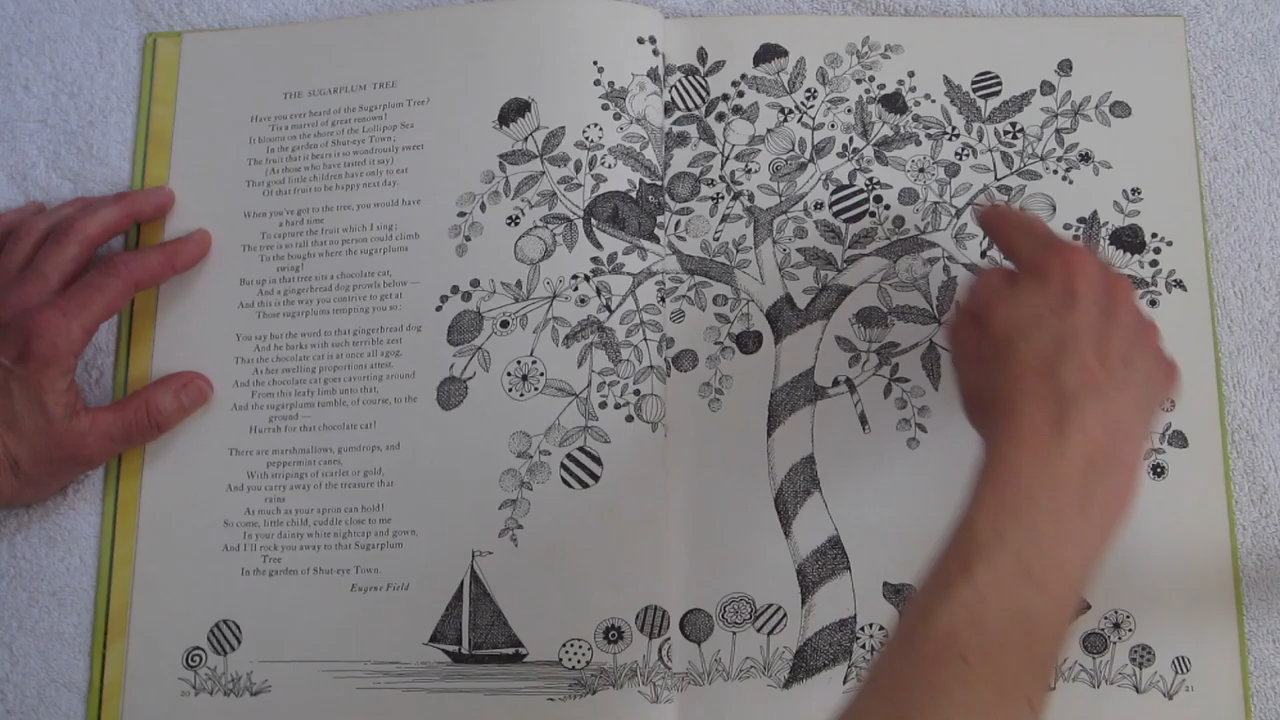 THE SUGARPLUM TREE
Have you ever heard of the Sugarplum Tree?
'Tis a marvel of great renown!
It blooms on the shore of the Lollipop Sea
In the garden of Shut-eye Town;
The fruit that it bears is so wondrously sweet
(As those who have tasted it say)
That good little children have only to eat
Of that fruit to be happy next day.
When you've got to the tree, you would have
a hard time
To capture the fruit which I sing;
The tree is so tall that no person could climb
To the boughs where the sugarplums
swing!
But up in that tree sits a chocolate cat,
And a gingerbread dog prowls below —
And this is the way you contrive to get at
Those sugarplums tempting you so:
You say but the word to that gingerbread dog
And he barks with such terrible zest
That the chocolate cat is at once all agog,
As her swelling proportions attest.
And the chocolate cat goes cavorting around
From this leafy limb unto that,
And the sugarplums tumble, of course, to the
ground —
Hurrah for that chocolate cat!
There are marshmallows, gumdrops, and
peppermint canes,
With stripings of scarlet or gold,
And you carry away of the treasure that
rains
As much as your apron can hold!
So come, little child, cuddle close to me
In your dainty white nightcap and gown,
And I'll rock you away to that Sugarplum
Tree
In the garden of Shut-eye Town.
Eugene Field
20
21